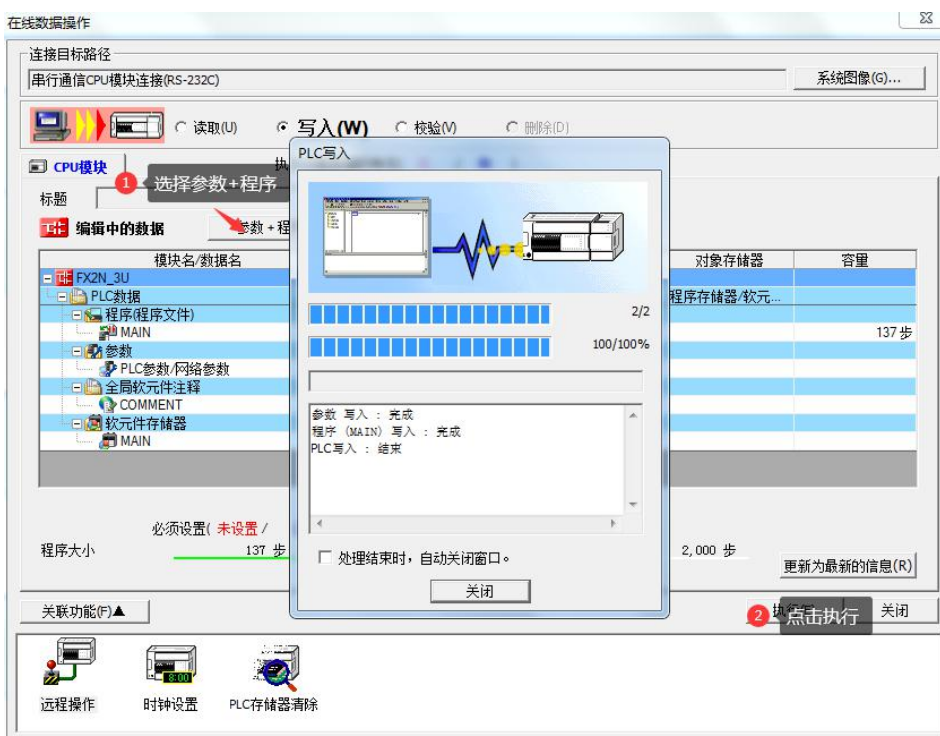 在线数据操作
连接目标路径
串行通信CPU模块连接(RS-232C)
系统图像(G)...
读取(U)
写入(W)
校验(V)
删除(D)
PLC写入
CPU模块
执
1 选择参数+程序
标题
编辑中的数据
参数+程
模块名/数据名
对象存储器
容量
FX2N_3U
PLC数据
程序存储器/软元...
程序(程序文件)
MAIN
137 步
参数
PLC参数/网络参数
全局软元件注释
COMMENT
软元件存储器
MAIN
2/2
100/100%
参数 写入 : 完成
程序 (MAIN) 写入 : 完成
PLC写入 : 结束
必须设置( 未设置 /
程序大小
137 步
2,000 步
更新为最新的信息(R)
处理结束时，自动关闭窗口。
关闭
关联功能(F)▲
2 点击执行
关闭
8:00
远程操作
时钟设置
PLC存储器清除